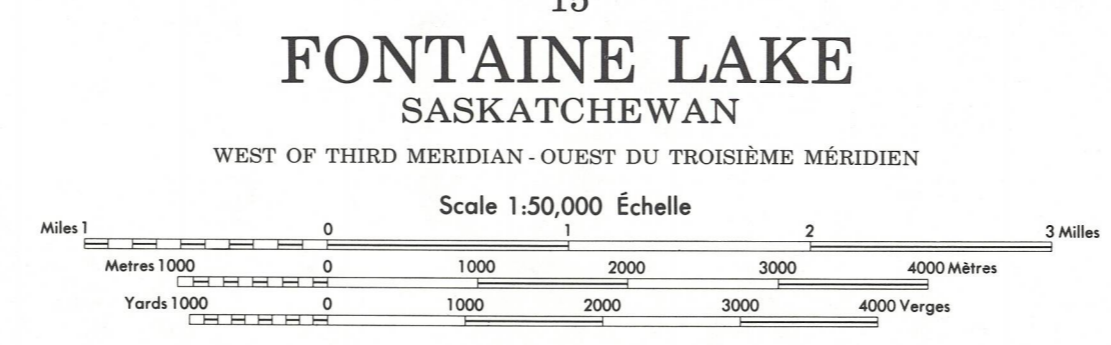 FONTAINE LAKE
SASKATCHEWAN
WEST OF THIRD MERIDIAN - OUEST DU TROISIÈME MÉRIDIEN
Scale 1:50,000 Échelle
Miles 1 0 1 2 3 Milles
Metres 1000 0 1000 2000 3000 4000 Mètres
Yards 1000 0 1000 2000 3000 4000 Verges